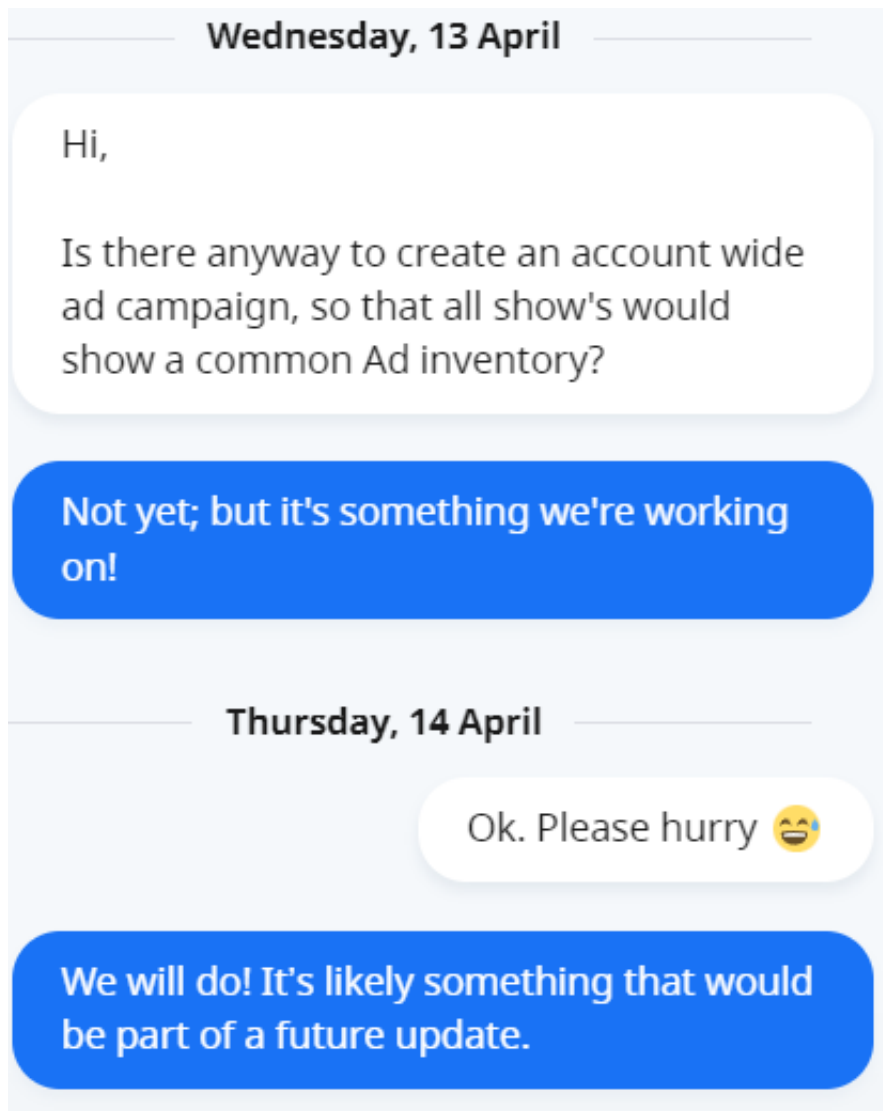 Wednesday, 13 April
Hi,
Is there anyway to create an account wide
ad campaign, so that all show's would
show a common Ad inventory?
Not yet; but it's something we're working
on!
Thursday, 14 April
Ok. Please hurry 😅
We will do! It's likely something that would
be part of a future update.